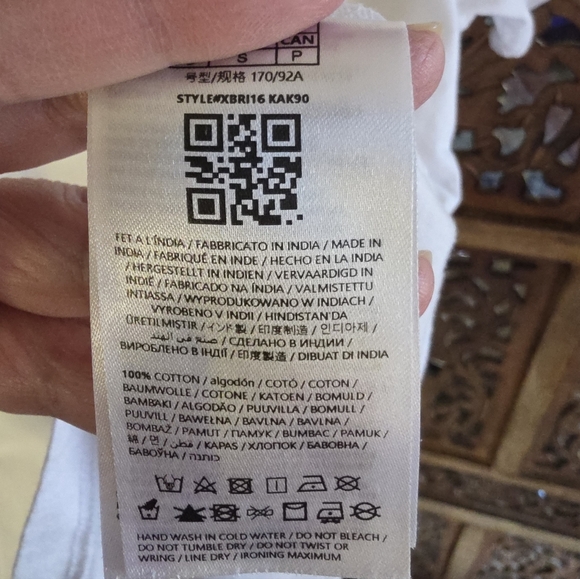 CAN
S P
号型/规格 170/92A
STYLE#XBRI16 KAK90
FET A L'ÍNDIA / FABBRICATO IN INDIA / MADE IN
INDIA / FABRIQUÉ EN INDE / HECHO EN LA INDIA
/ HERGESTELLT IN INDIEN / VERVAARDIGD IN
INDIË / FABRICADO NA ÍNDIA / VALMISTETTU
INTIASSA / WYPRODUKOWANO W INDIACH /
VYROBENO V INDII / HINDISTAN'DA
ÜRETILMIŞTIR / インド製 / 印度制造 / 인디아제 /
صنع في الهند / СДЕЛАНО В ИНДИИ /
ВИРОБЛЕНО В ІНДІЇ / 印度製造 / DIBUAT DI INDIA
100% COTTON / algodón / COTÓ / COTON /
BAUMWOLLE / COTONE / KATOEN / BOMULD /
BAMBAKI / ALGODÃO / PUUVILLA / BOMULL /
PUUVILL / BAWEŁNA / BAVLNA / BAVLNA /
BOMBAŽ / PAMUT / ПАМУК / BUMBAC / PAMUK /
綿 / 면 / قطن / KAPAS / ХЛОПОК / БАВОВНА /
БАВОЎНА / כותנה
HAND WASH IN COLD WATER / DO NOT BLEACH /
DO NOT TUMBLE DRY / DO NOT TWIST OR
WRING / LINE DRY / IRONING MAXIMUM